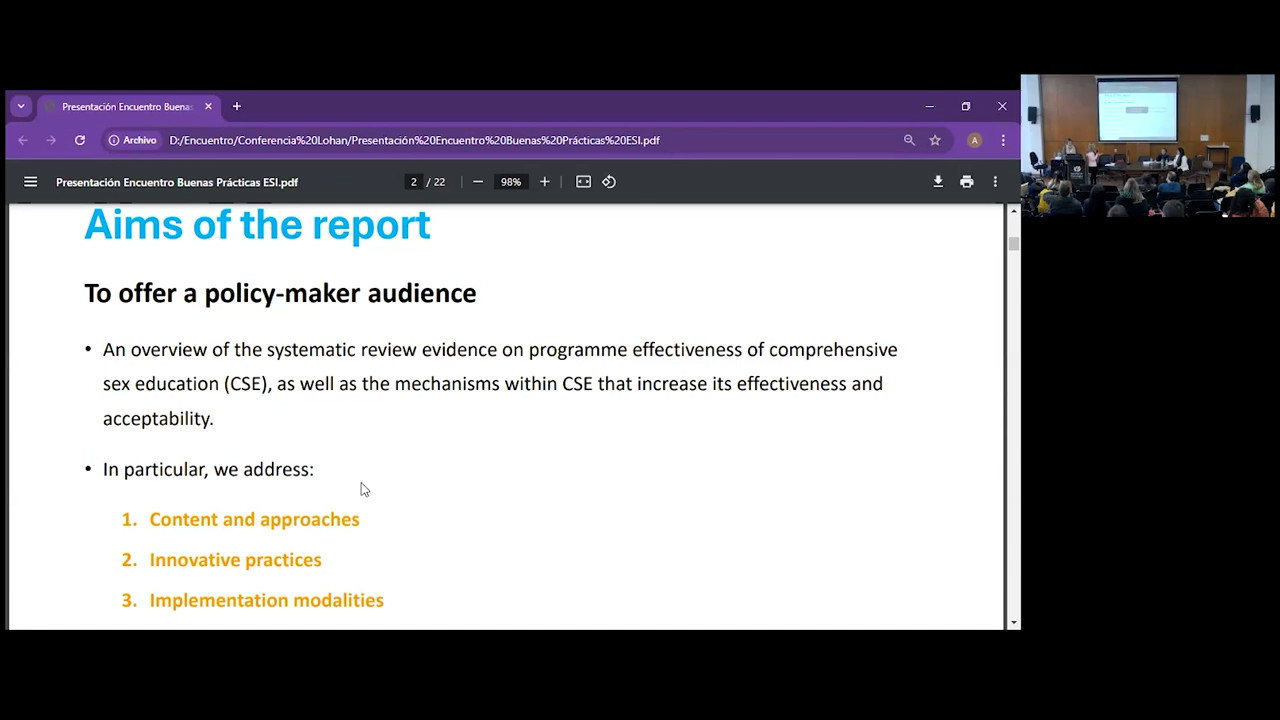 Presentación Encuentro Buenas
Archivo
D:/Encuentro/Conferencia%20Lohan/Presentación%20Encuentro%20Buenas%20Prácticas%20ESI.pdf
A
Presentación Encuentro Buenas Prácticas ESI.pdf
2 / 22
98%
Aims of the report
To offer a policy-maker audience
• An overview of the systematic review evidence on programme effectiveness of comprehensive
sex education (CSE), as well as the mechanisms within CSE that increase its effectiveness and
acceptability.
• In particular, we address:
1. Content and approaches
2. Innovative practices
3. Implementation modalities